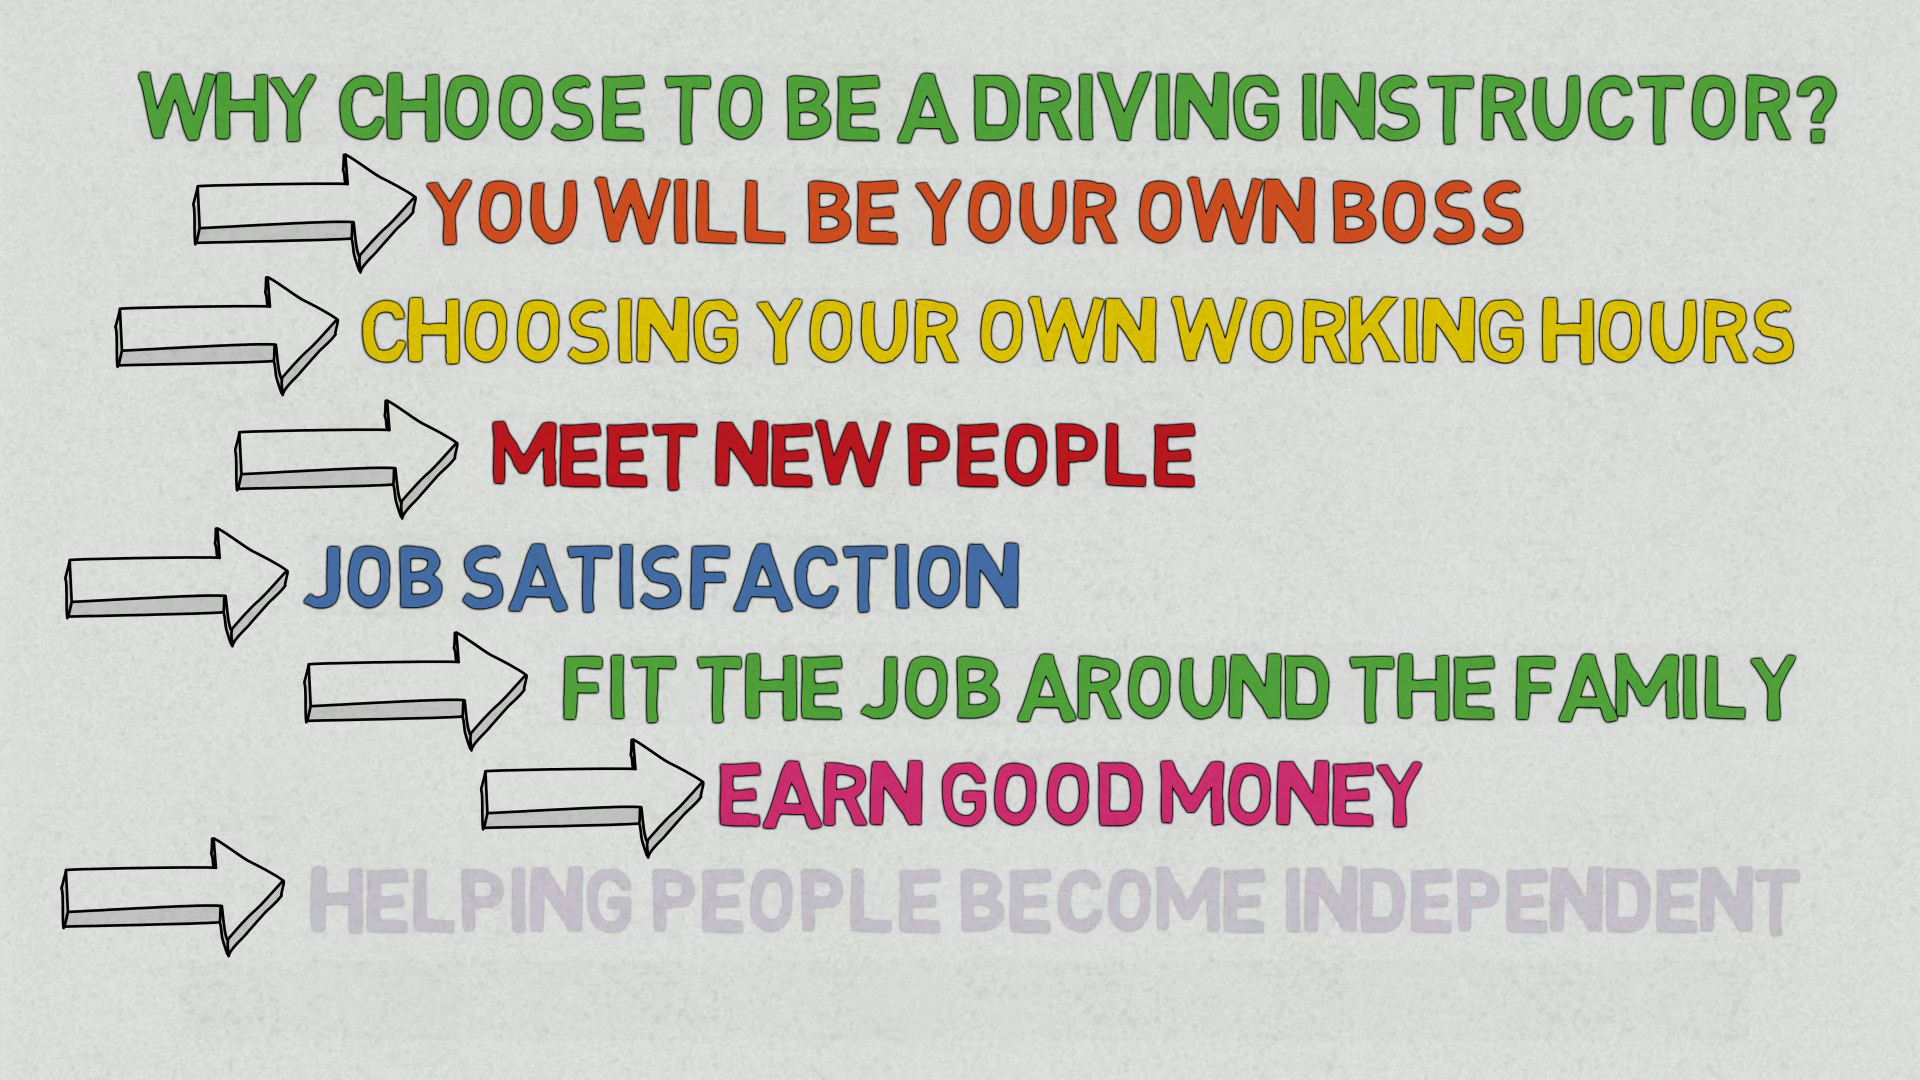 WHY CHOOSE TO BE A DRIVING INSTRUCTOR?
YOU WILL BE YOUR OWN BOSS
CHOOSING YOUR OWN WORKING HOURS
MEET NEW PEOPLE
JOB SATISFACTION
FIT THE JOB AROUND THE FAMILY
EARN GOOD MONEY
HELPING PEOPLE BECOME INDEPENDENT